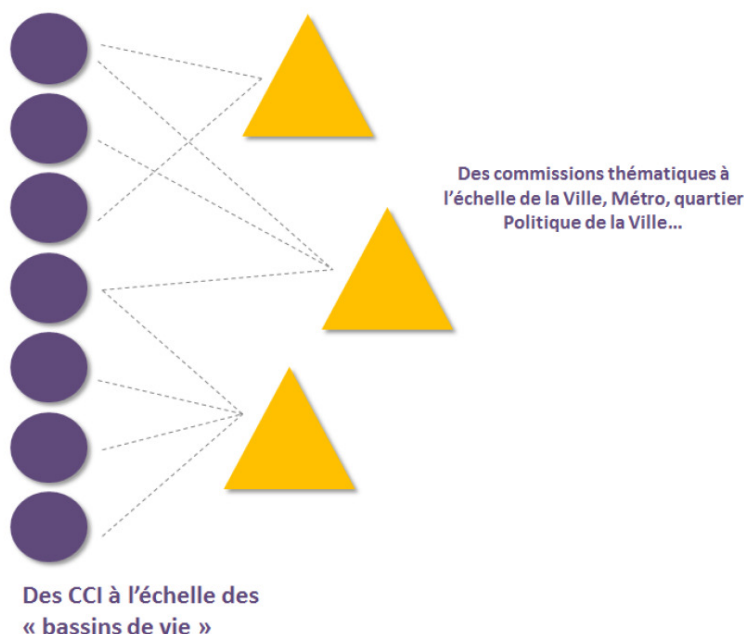 Des commissions thématiques à
l’échelle de la Ville, Métro, quartier
Politique de la Ville...
Des CCI à l’échelle des
« bassins de vie »